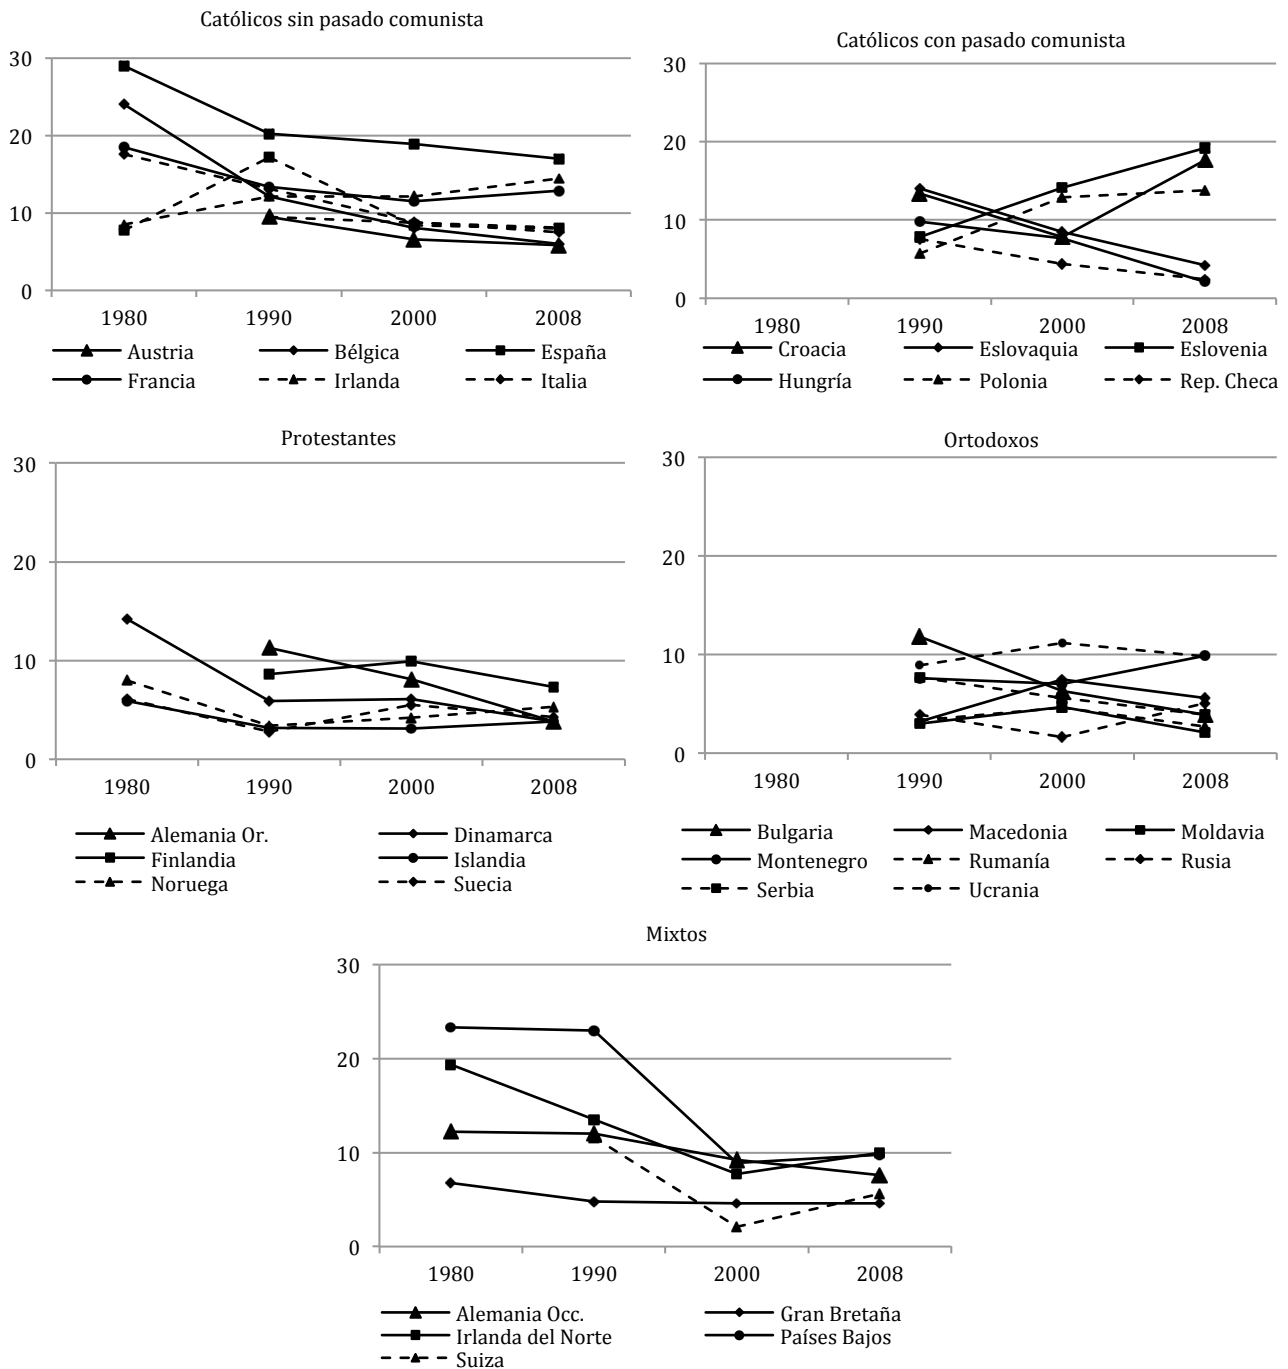 Católicos sin pasado comunista
30
20
10
0
1980 1990 2000 2008
Austria Bélgica España
Francia Irlanda Italia
Católicos con pasado comunista
30
20
10
0
1980 1990 2000 2008
Croacia Eslovaquia Eslovenia
Hungría Polonia Rep. Checa
Protestantes
30
20
10
0
1980 1990 2000 2008
Alemania Or. Dinamarca
Finlandia Islandia
Noruega Suecia
Ortodoxos
30
20
10
0
1980 1990 2000 2008
Bulgaria Macedonia Moldavia
Montenegro Rumanía Rusia
Serbia Ucrania
Mixtos
30
20
10
0
1980 1990 2000 2008
Alemania Occ. Gran Bretaña
Irlanda del Norte Países Bajos
Suiza